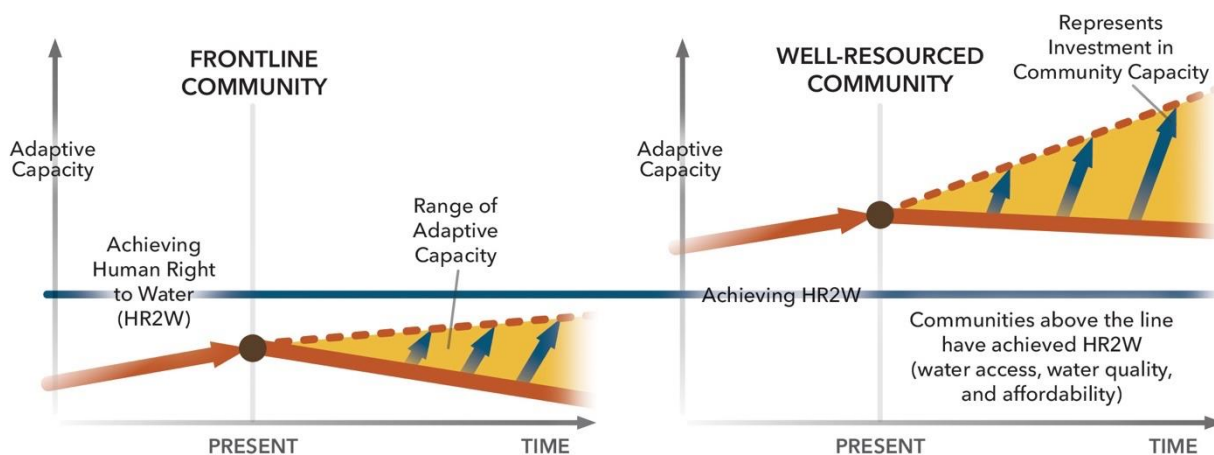 FRONTLINE
COMMUNITY
Adaptive
Capacity
Achieving
Human Right
to Water
(HR2W)
Range of
Adaptive
Capacity
PRESENT
TIME
WELL-RESOURCED
COMMUNITY
Represents
Investment in
Community Capacity
Adaptive
Capacity
Achieving HR2W
Communities above the line
have achieved HR2W
(water access, water quality,
and affordability)
PRESENT
TIME